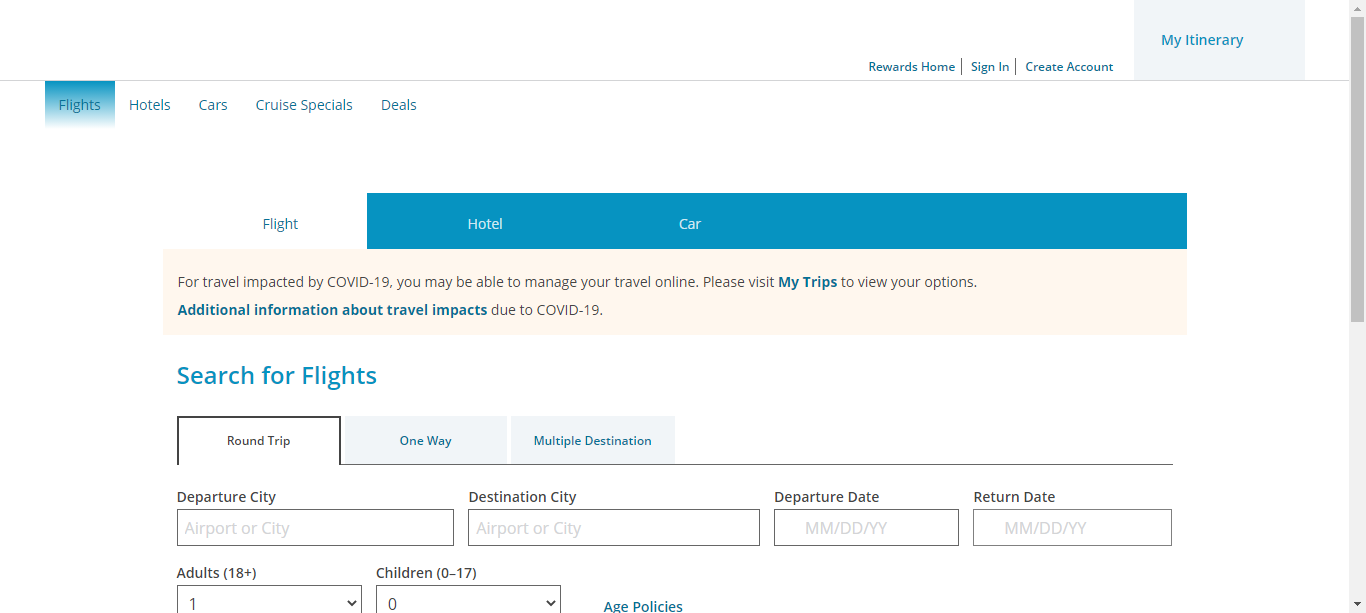 My Itinerary
Rewards Home Sign In Create Account
Flights Hotels Cars Cruise Specials Deals
Flight Hotel Car
For travel impacted by COVID-19, you may be able to manage your travel online. Please visit My Trips to view your options.
Additional information about travel impacts due to COVID-19.
Search for Flights
Round Trip One Way Multiple Destination
Departure City Destination City Departure Date Return Date
Airport or City Airport or City MM/DD/YY MM/DD/YY
Adults (18+) Children (0–17)
1 0 Age Policies